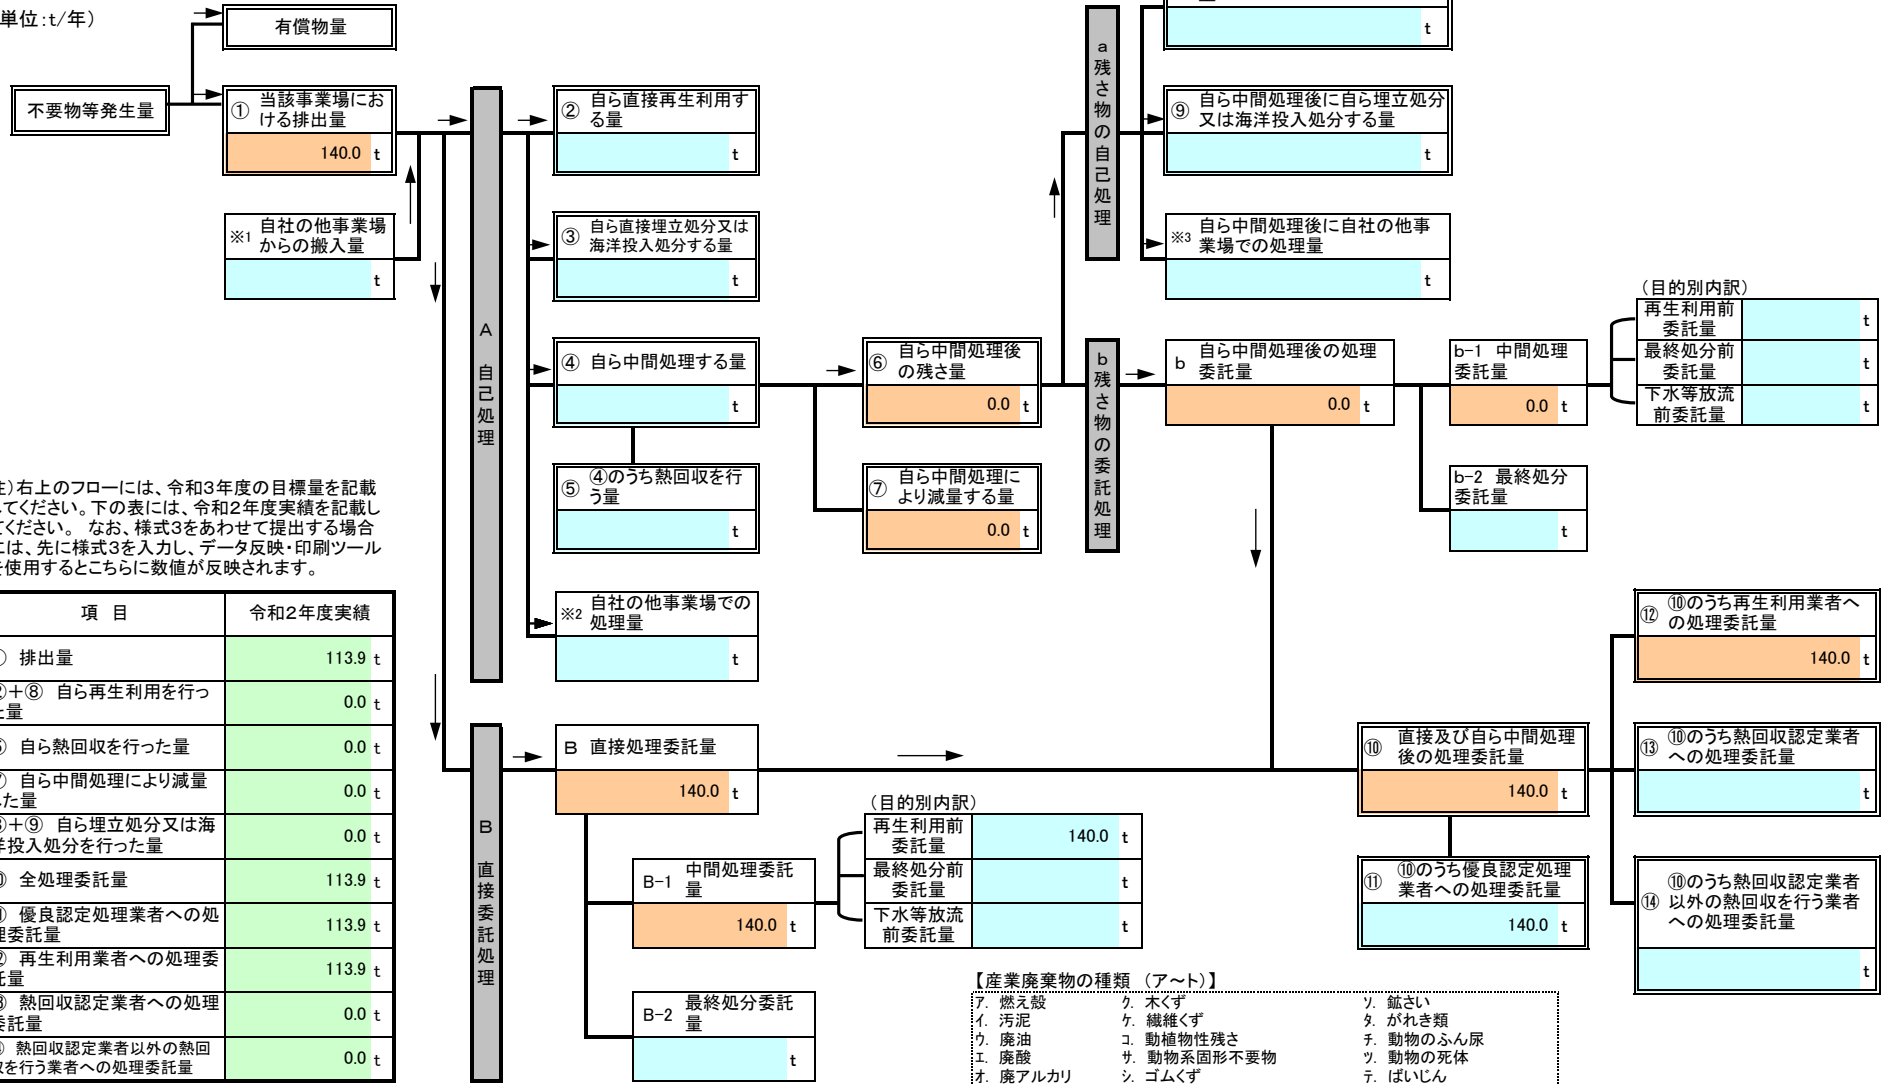 単位:t/年）
有償物量
不要物等発生量
① 当該事業場にお
ける排出量
140.0 t
※1 自社の他事業場
からの搬入量
t
A 自己処理
② 自ら直接再生利用す
る量
t
③ 自ら直接埋立処分又は
海洋投入処分する量
t
④ 自ら中間処理する量
t
⑤ ④のうち熱回収を行
う量
t
※2 自社の他事業場での
処理量
t
⑥ 自ら中間処理後
の残さ量
0.0 t
⑦ 自ら中間処理に
より減量する量
0.0 t
a 残さ物の自己処理
t
⑨ 自ら中間処理後に自ら埋立処分
又は海洋投入処分する量
t
※3 自ら中間処理後に自社の他事
業場での処理量
t
b 残さ物の委託処理
b 自ら中間処理後の処理
委託量
0.0 t
b-1 中間処理
委託量
0.0 t
b-2 最終処分
委託量
t
（目的別内訳）
再生利用前
委託量 t
最終処分前
委託量 t
下水等放流
前委託量 t
注）右上のフローには、令和3年度の目標量を記載
してください。下の表には、令和2年度実績を記載し
てください。 なお、様式3をあわせて提出する場合
には、先に様式3を入力し、データ反映・印刷ツール
を使用するとこちらに数値が反映されます。
項 目 令和2年度実績
① 排出量 113.9 t
②＋⑧ 自ら再生利用を行っ
た量 0.0 t
⑤ 自ら熱回収を行った量 0.0 t
⑦ 自ら中間処理により減量
した量 0.0 t
③＋⑨ 自ら埋立処分又は海
洋投入処分を行った量 0.0 t
⑩ 全処理委託量 113.9 t
⑪ 優良認定処理業者への処
理委託量 113.9 t
⑫ 再生利用業者への処理委
託量 113.9 t
⑬ 熱回収認定業者への処理
委託量 0.0 t
⑭ 熱回収認定業者以外の熱回
収を行う業者への処理委託量 0.0 t
B 直接委託処理
B 直接処理委託量
140.0 t
B-1 中間処理委託
量
140.0 t
B-2 最終処分委託
量
t
（目的別内訳）
再生利用前
委託量 140.0 t
最終処分前
委託量 t
下水等放流
前委託量 t
⑩ 直接及び自ら中間処理
後の処理委託量
140.0 t
⑪ ⑩のうち優良認定処理
業者への処理委託量
140.0 t
⑫ ⑩のうち再生利用業者へ
の処理委託量
140.0 t
⑬ ⑩のうち熱回収認定業者
への処理委託量
t
⑭ ⑩のうち熱回収認定業者
以外の熱回収を行う業者
への処理委託量
t
【産業廃棄物の種類 （ア～ト）】
ア. 燃え殻 ク. 木くず ソ. 鉱さい
イ. 汚泥 ケ. 繊維くず タ. がれき類
ウ. 廃油 コ. 動植物性残さ チ. 動物のふん尿
エ. 廃酸 サ. 動物系固形不要物 ツ. 動物の死体
オ. 廃アルカリ シ. ゴムくず テ. ばいじん